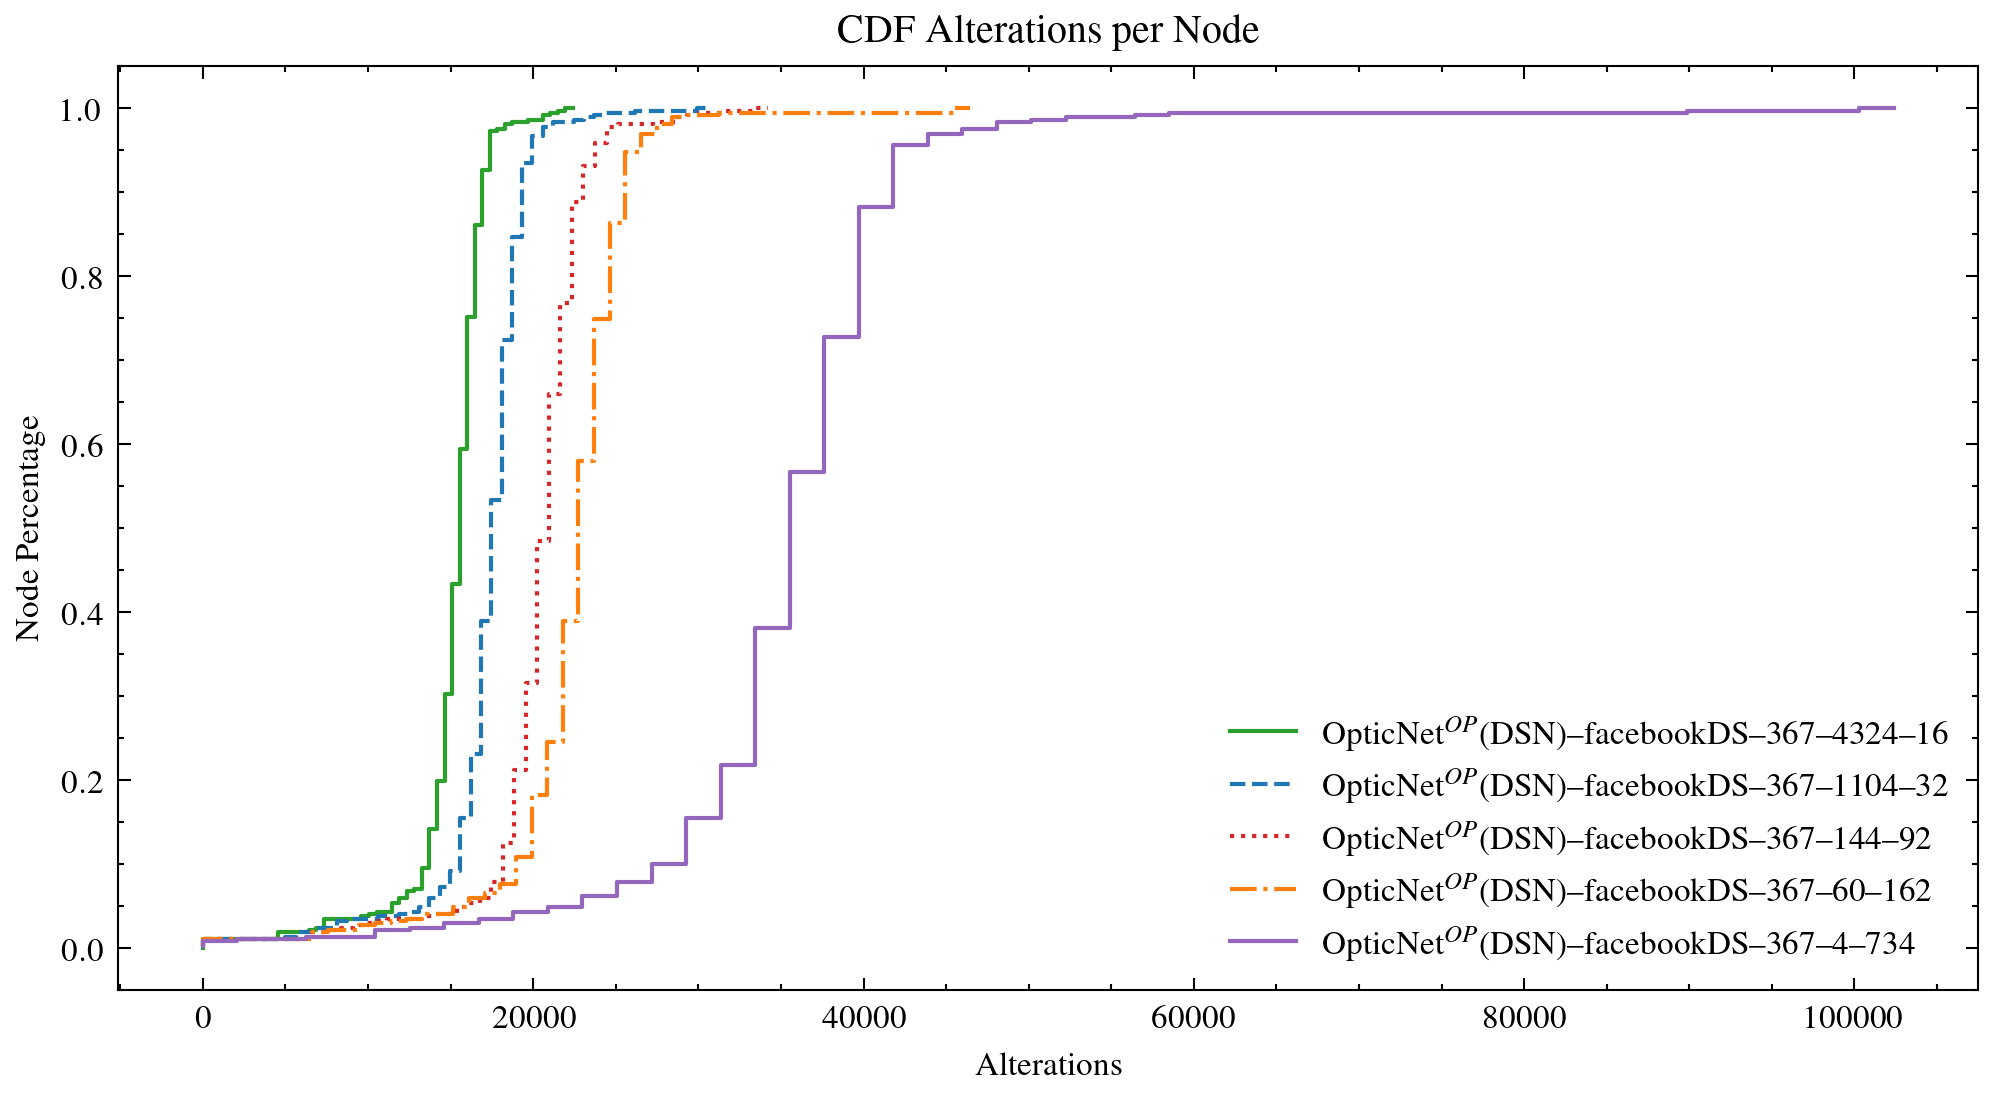 CDF Alterations per Node
1.0
0.8
0.6
0.4
0.2
0.0
Node Percentage
0 20000 40000 60000 80000 100000
Alterations
OpticNet^OP(DSN)–facebookDS–367–4324–16
OpticNet^OP(DSN)–facebookDS–367–1104–32
OpticNet^OP(DSN)–facebookDS–367–144–92
OpticNet^OP(DSN)–facebookDS–367–60–162
OpticNet^OP(DSN)–facebookDS–367–4–734